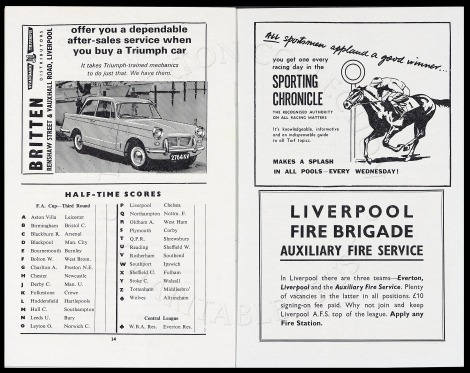 offer you a dependable
after-sales service when
you buy a Triumph car
It takes Triumph-trained mechanics
to do just that. We have them.
DISTRIBUTORS
BRITTEN
RENSHAW STREET & VAUXHALL ROAD, LIVERPOOL
2764 KV
HALF-TIME SCORES
F.A. Cup—Third Round
A Aston Villa Leicester
B Birmingham Bristol C.
C Blackburn R. Arsenal
D Blackpool Man. City
E Bournemouth Burnley
F Bolton W. West Brom.
G Charlton A. Preston N.E.
H Chester Newcastle
J Derby C. Man. U
K Folkestone Crewe
L Huddersfield Hartlepools
M Hull C. Southampton
N Leeds U. Bury
O Leyton O. Norwich C.
P Liverpool Chelsea
Q Northampton Nottm. F.
R Oldham A. West Ham
S Plymouth Corby
T Q.P.R. Shrewsbury
U Reading Sheffield W.
V Rotherham Southend
W Southport Ipswich
X Sheffield U. Fulham
Y Stoke C. Walsall
Z Tottenham Middlesbro'
Wolves Altrincham
Central League
W.B.A. Res. Everton Res.
14
All sportsmen applaud a good winner...
you get one every
racing day in the
SPORTING
CHRONICLE
THE RECOGNISED AUTHORITY
ON ALL RACING MATTERS
It's knowledgeable, informative
and an indispensable guide
to all Turf topics.
MAKES A SPLASH
IN ALL POOLS—EVERY WEDNESDAY!
LIVERPOOL
FIRE BRIGADE
AUXILIARY FIRE SERVICE
In Liverpool there are three teams—Everton,
Liverpool and the Auxiliary Fire Service. Plenty
of vacancies in the latter in all positions. £10
signing-on fee paid. Why not join and keep
Liverpool A.F.S. top of the league. Apply any
Fire Station.